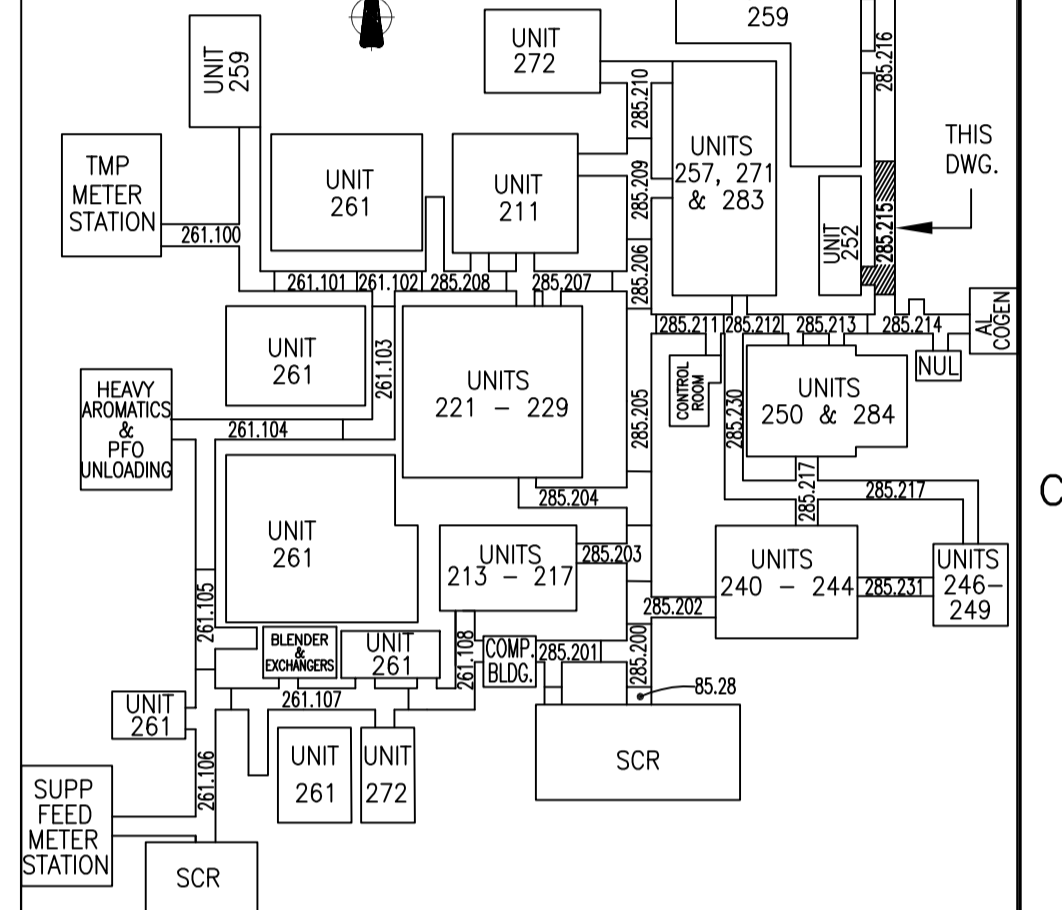 259
285.216
UNIT
272
UNIT
259
285.210
THIS
DWG.
UNITS
257, 271
& 283
TMP
METER
STATION
UNIT
261
UNIT
211
285.209
285.215
UNIT
252
261.100
285.206
261.101
261.102
285.208
285.207
AL
COGEN
285.211
285.212
285.213
285.214
NUL
UNIT
261
261.103
UNITS
221 - 229
285.205
CONTROL
ROOM
285.230
UNITS
250 & 284
HEAVY
AROMATICS
&
PFO
UNLOADING
261.104
285.217
285.217
C
285.204
UNIT
261
UNITS
213 - 217
285.203
UNITS
240 - 244
285.231
UNITS
246-
249
261.105
285.202
BLENDER
&
EXCHANGERS
UNIT
261
261.108
COMP.
BLDG.
285.201
285.200
85.28
261.107
UNIT
261
261.106
UNIT
261
UNIT
272
SCR
SUPP
FEED
METER
STATION
SCR